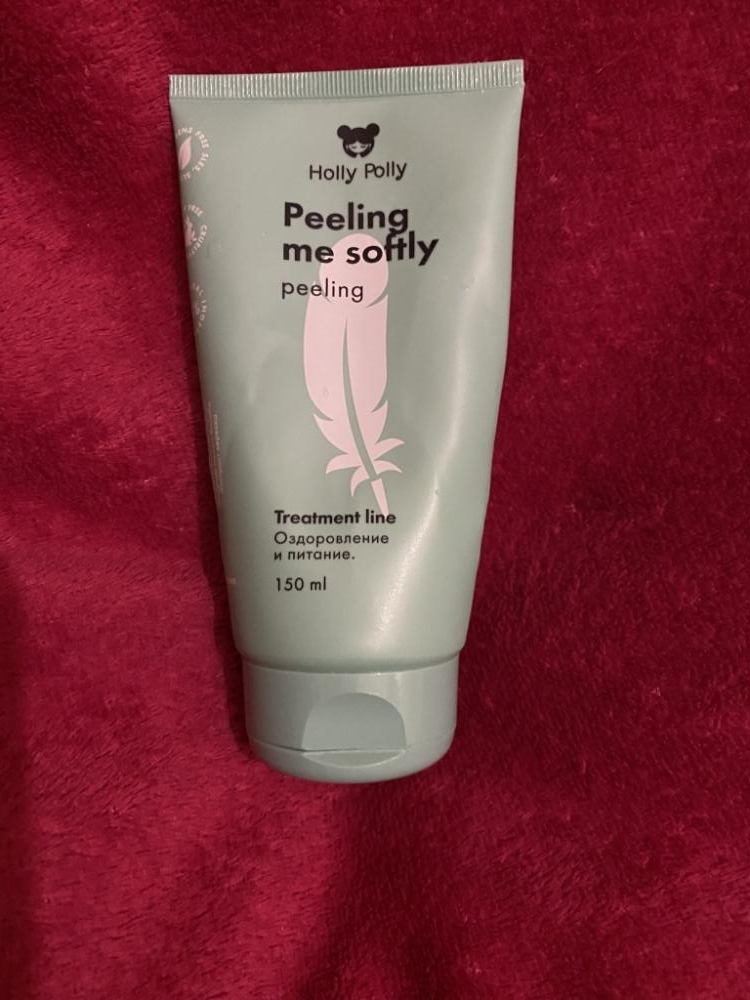 Holly Polly
Peeling
me softly
peeling
Treatment line
Оздоровление
и питание.
150 ml